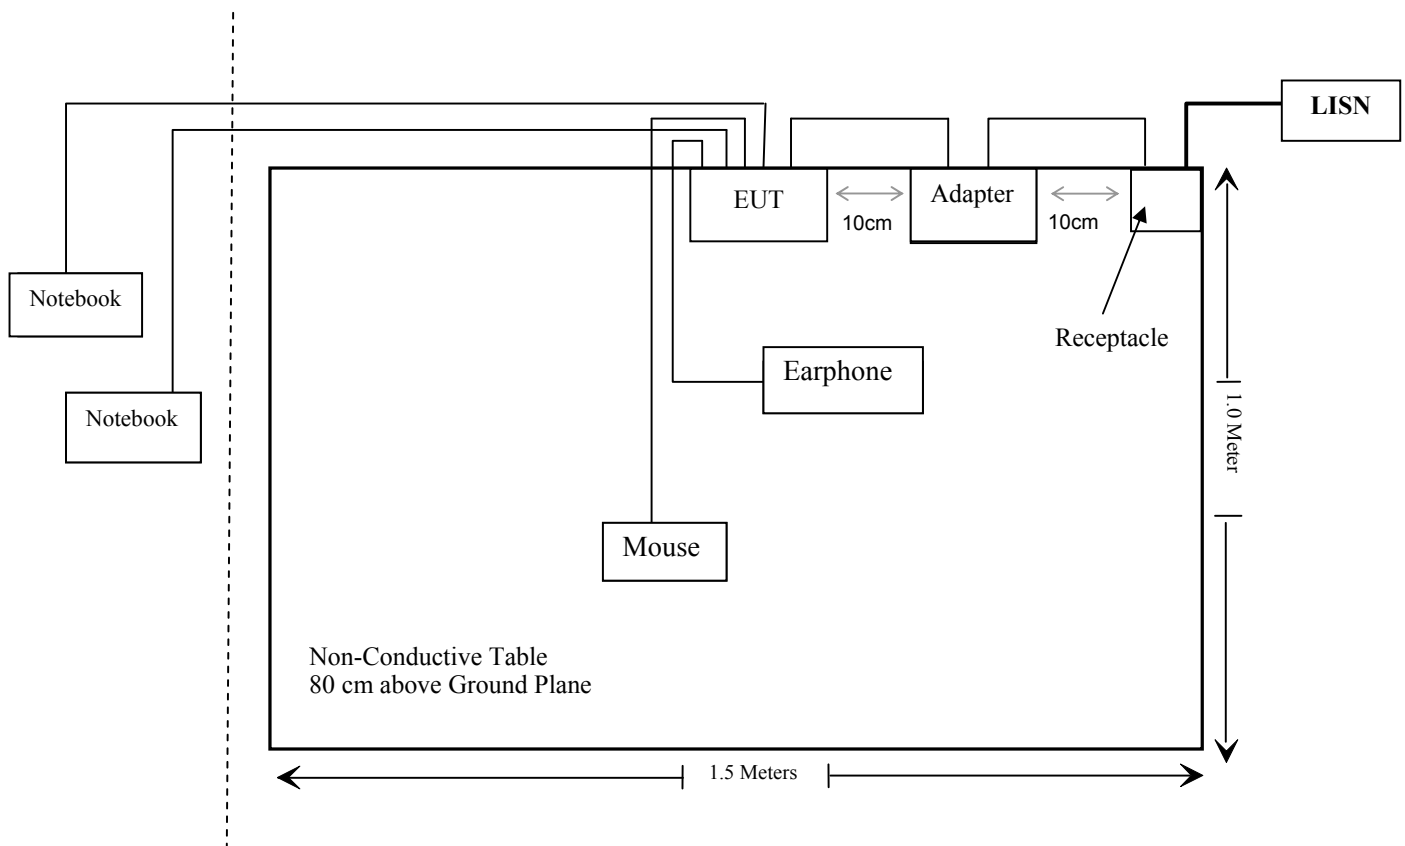 LISN
EUT
Adapter
10cm
10cm
Notebook
Receptacle
Earphone
Notebook
1.0 Meter
Mouse
Non-Conductive Table
80 cm above Ground Plane
1.5 Meters